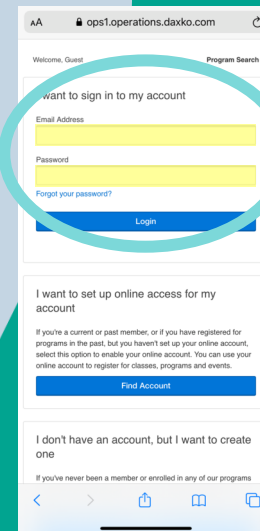 AA ops1.operations.daxko.com
Welcome, Guest Program Search
want to sign in to my account
Email Address
Password
Forgot your password?
Login
I want to set up online access for my
account
If you're a current or past member, or if you have registered for
programs in the past, but you haven't set up your online account,
select this option to enable your online account. You can use your
online account to register for classes, programs and events.
Find Account
I don't have an account, but I want to create
one
If you've never been a member or enrolled in any of our programs